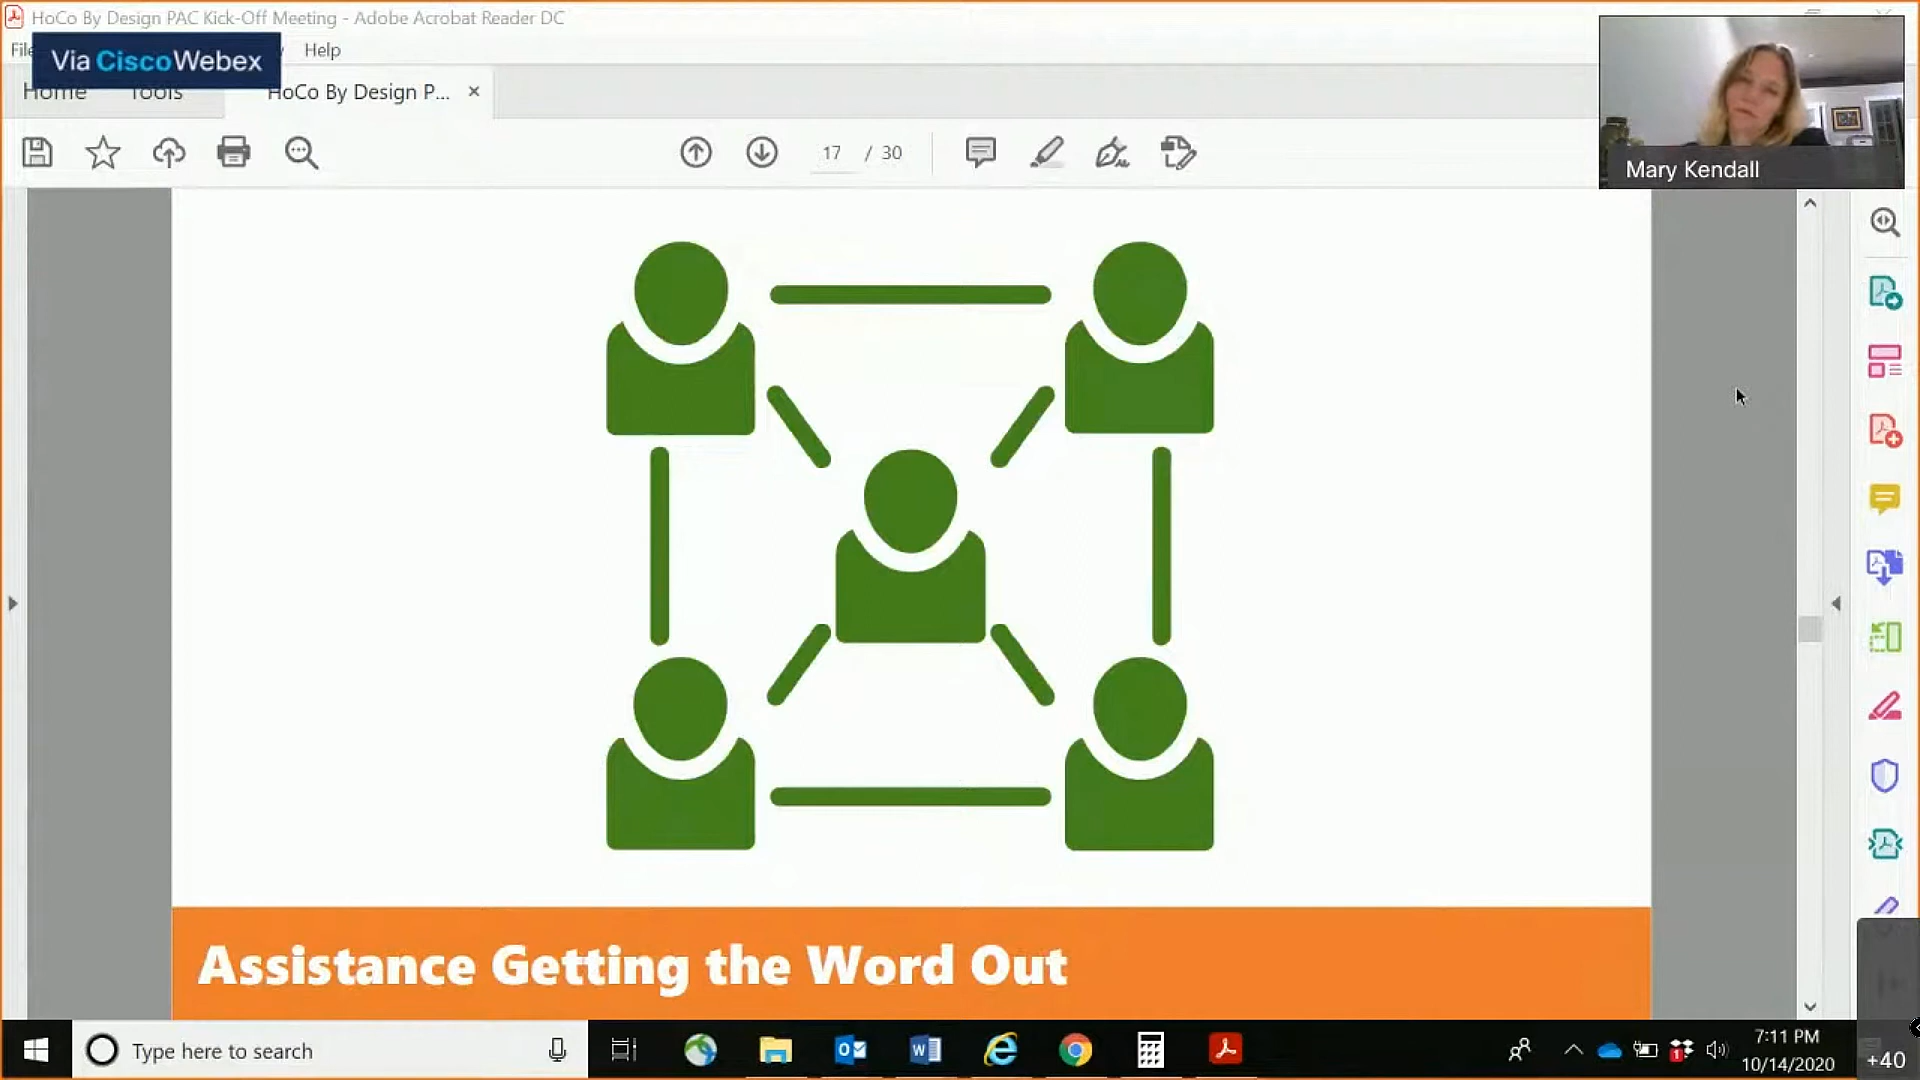 HoCo By Design PAC Kick-Off Meeting - Adobe Acrobat Reader DC
Via CiscoWebex
Help
Home Tools HoCo By Design P... ×
17 / 30
Mary Kendall
Assistance Getting the Word Out
Type here to search
7:11 PM
10/14/2020
+40